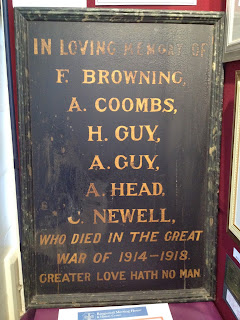 IN LOVING MEMORY OF
F. BROWNING,
A. COOMBS,
H. GUY,
A. GUY,
A. HEAD,
C. NEWELL,
WHO DIED IN THE GREAT
WAR OF 1914-1918.
GREATER LOVE HATH NO MAN.